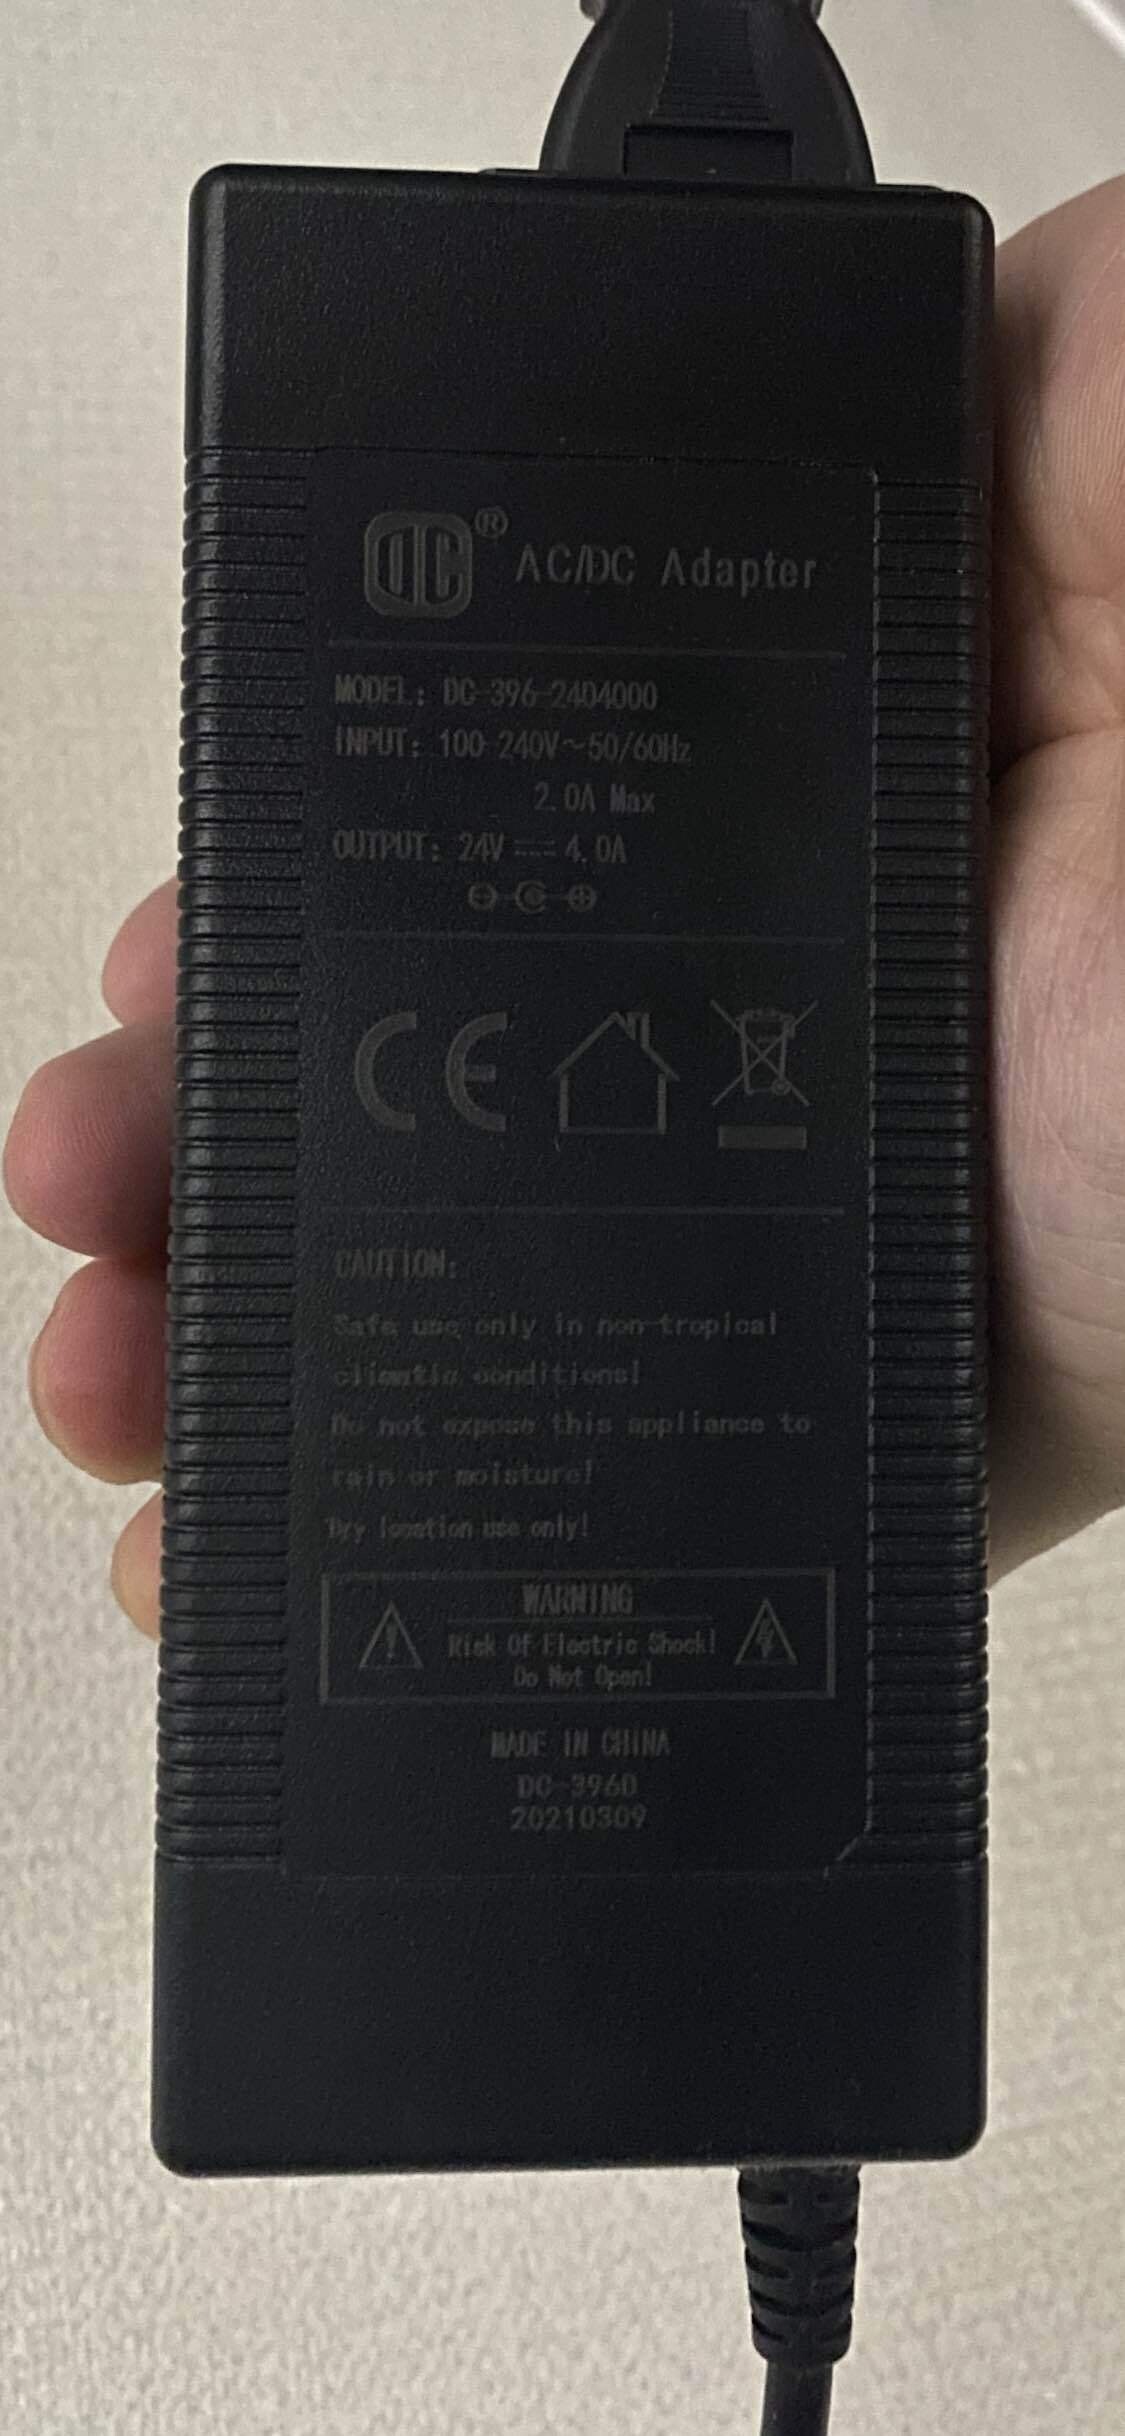 DC® AC/DC Adapter
MODEL: DC-396-2404000
INPUT: 100-240V~50/60Hz
2.0A Max
OUTPUT: 24V⎓4.0A
CE
CAUTION:
Safe use only in non-tropical
climatic conditions!
Do not expose this appliance to
rain or moisture!
Dry location use only!
WARNING
Risk Of Electric Shock!
Do Not Open!
MADE IN CHINA
DC-396D
20210309